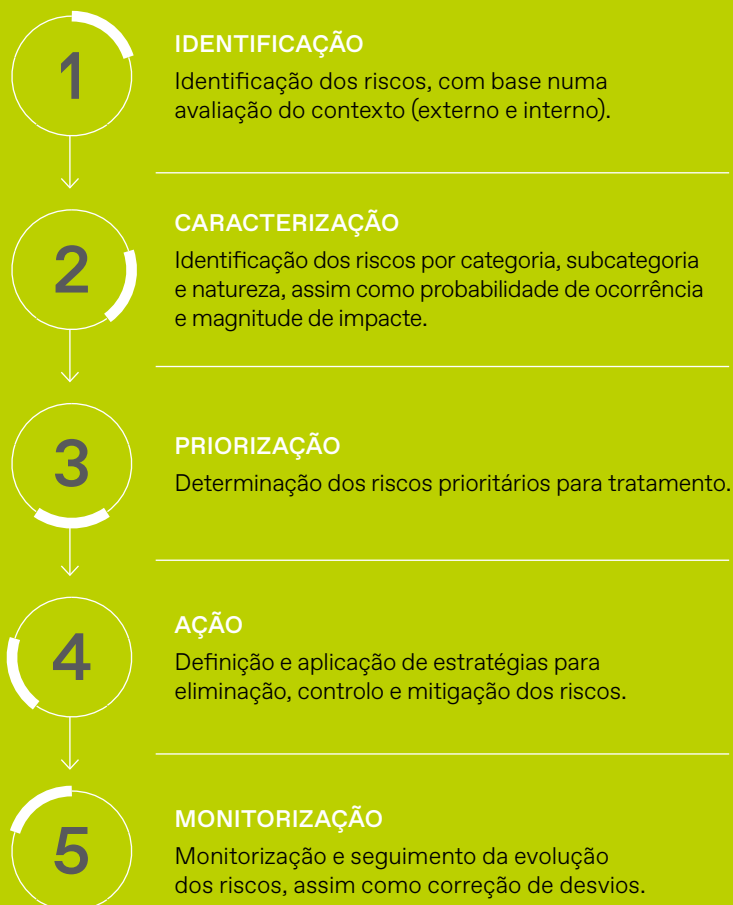 1
IDENTIFICAÇÃO
Identificação dos riscos, com base numa
avaliação do contexto (externo e interno).
2
CARACTERIZAÇÃO
Identificação dos riscos por categoria, subcategoria
e natureza, assim como probabilidade de ocorrência
e magnitude de impacte.
3
PRIORIZAÇÃO
Determinação dos riscos prioritários para tratamento.
4
AÇÃO
Definição e aplicação de estratégias para
eliminação, controlo e mitigação dos riscos.
5
MONITORIZAÇÃO
Monitorização e seguimento da evolução
dos riscos, assim como correção de desvios.